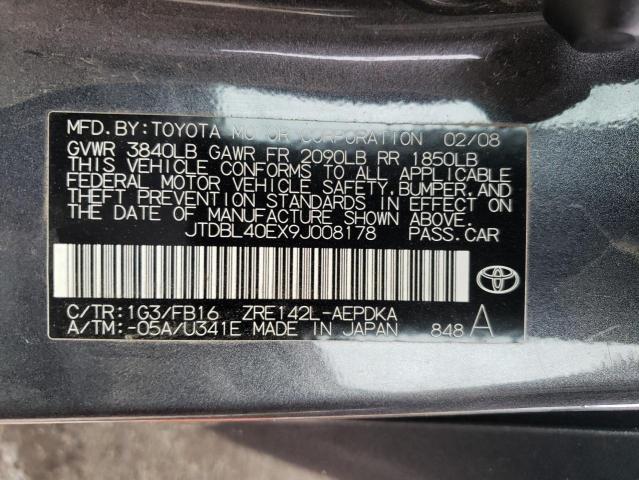 MFD. BY: TOYOTA MOTOR CORPORATION 02/08
GVWR 3840LB GAWR FR 2090LB RR 1850LB
THIS VEHICLE CONFORMS TO ALL APPLICABLE
FEDERAL MOTOR VEHICLE SAFETY, BUMPER, AND
THEFT PREVENTION STANDARDS IN EFFECT ON
THE DATE OF MANUFACTURE SHOWN ABOVE.
JTDBL40EX9J008178 PASS. CAR
C/TR: 1G3/FB16 ZRE142L-AEPDKA
A/TM: -05A/U341E MADE IN JAPAN 848 A